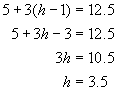 5 + 3(h − 1) = 12.5
5 + 3h − 3 = 12.5
3h = 10.5
h = 3.5